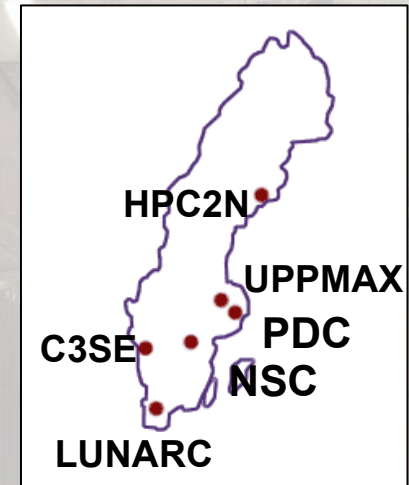 HPC2N
UPPMAX
PDC
C3SE
NSC
LUNARC